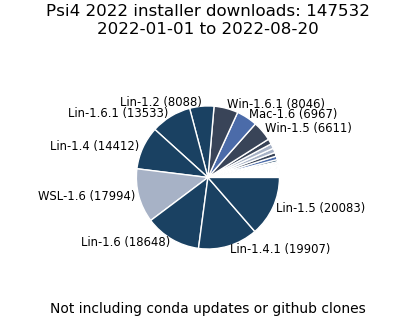 Psi4 2022 installer downloads: 147532
2022-01-01 to 2022-08-20
Lin-1.2 (8088)
Win-1.6.1 (8046)
Lin-1.6.1 (13533)
Mac-1.6 (6967)
Win-1.5 (6611)
Lin-1.4 (14412)
WSL-1.6 (17994)
Lin-1.5 (20083)
Lin-1.6 (18648)
Lin-1.4.1 (19907)
Not including conda updates or github clones